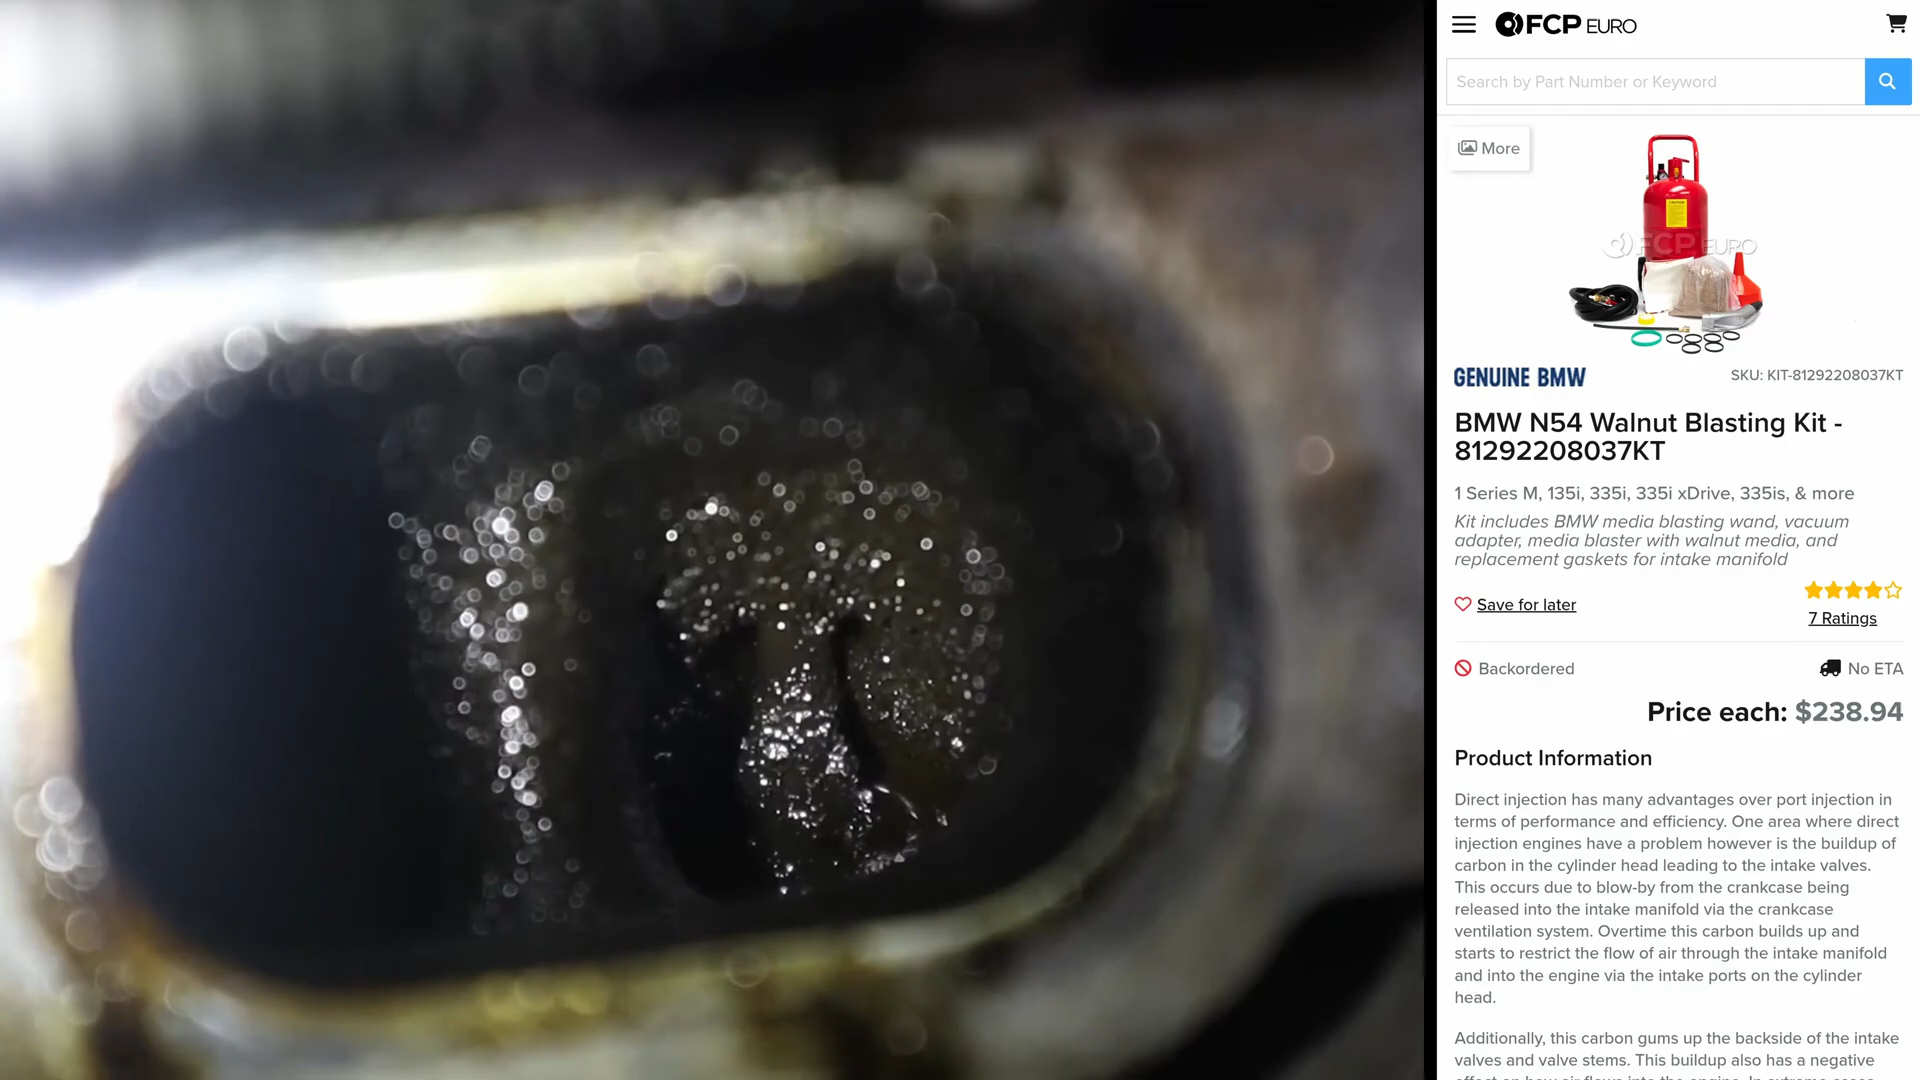 FCP EURO
Search by Part Number or Keyword
More
FCP EURO
GENUINE BMW
SKU: KIT-81292208037KT
BMW N54 Walnut Blasting Kit -
81292208037KT
1 Series M, 135i, 335i, 335i xDrive, 335is, & more
Kit includes BMW media blasting wand, vacuum
adapter, media blaster with walnut media, and
replacement gaskets for intake manifold
Save for later
7 Ratings
Backordered
No ETA
Price each: $238.94
Product Information
Direct injection has many advantages over port injection in
terms of performance and efficiency. One area where direct
injection engines have a problem however is the buildup of
carbon in the cylinder head leading to the intake valves.
This occurs due to blow-by from the crankcase being
released into the intake manifold via the crankcase
ventilation system. Overtime this carbon builds up and
starts to restrict the flow of air through the intake manifold
and into the engine via the intake ports on the cylinder
head.
Additionally, this carbon gums up the backside of the intake
valves and valve stems. This buildup also has a negative